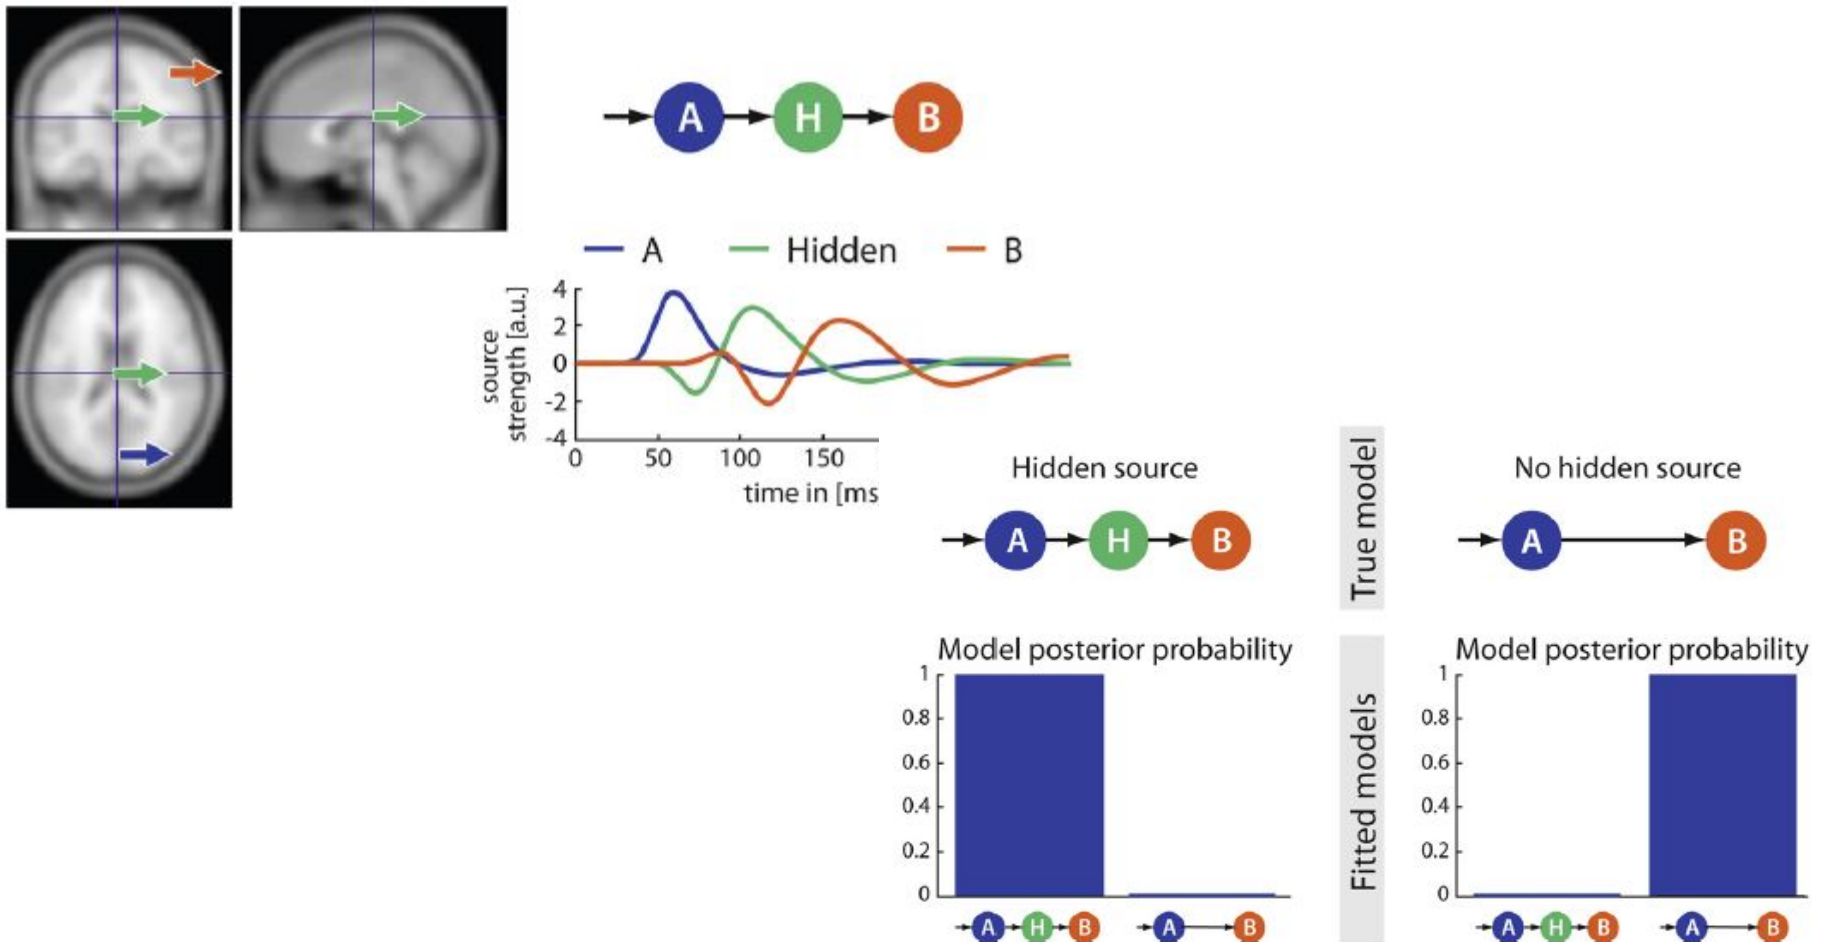 A H B
A Hidden B
source
strength [a.u.]
4
2
0
-2
-4
0 50 100 150
time in [ms
Hidden source
A H B
True model
No hidden source
A B
Model posterior probability
1
0.8
0.6
0.4
0.2
0
A H B A B
Fitted models
Model posterior probability
1
0.8
0.6
0.4
0.2
0
A H B A B